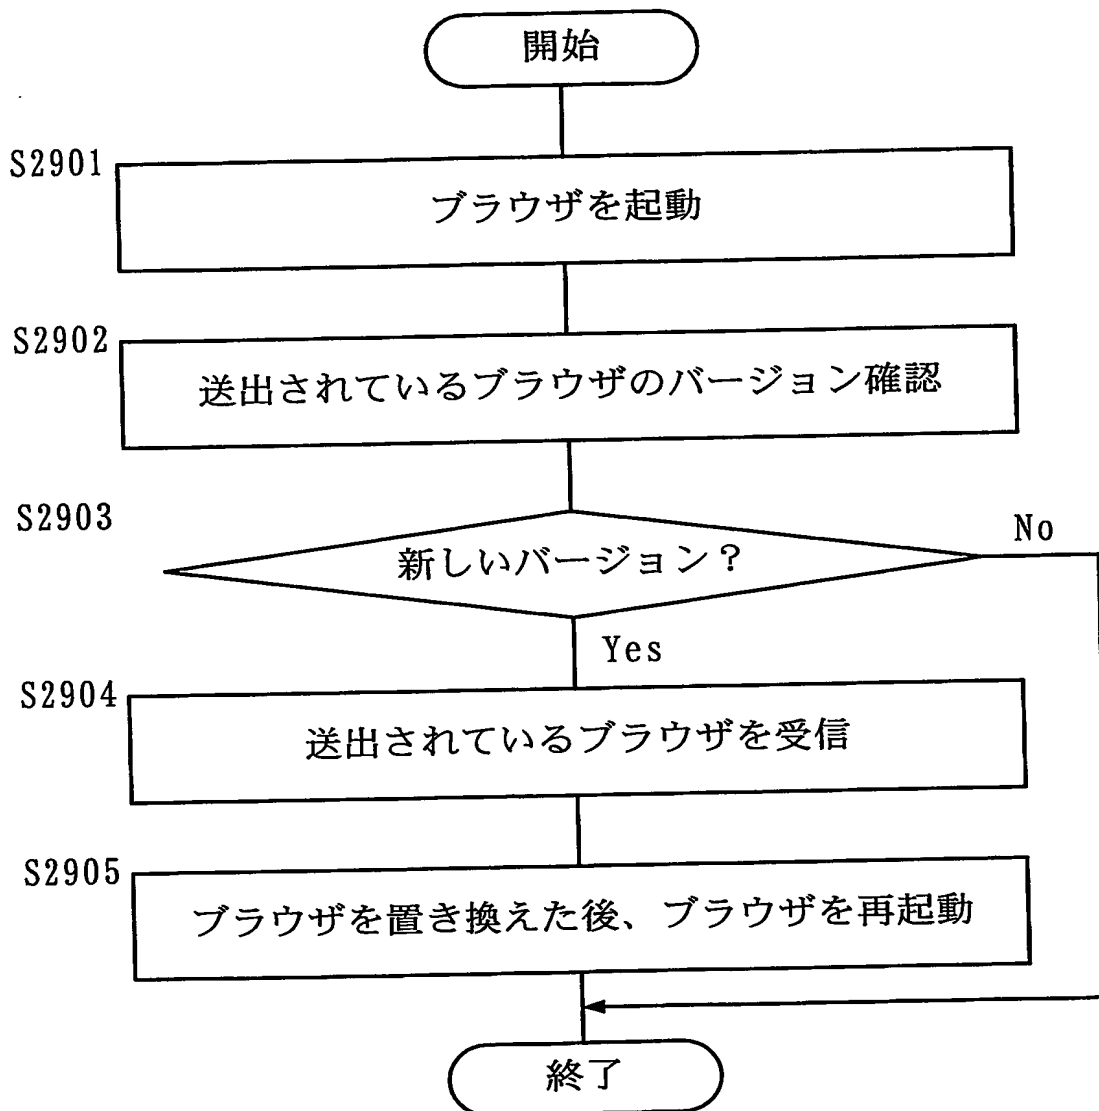 開始
S2901
ブラウザを起動
S2902
送出されているブラウザのバージョン確認
S2903
新しいバージョン？
No
Yes
S2904
送出されているブラウザを受信
S2905
ブラウザを置き換えた後、ブラウザを再起動
終了